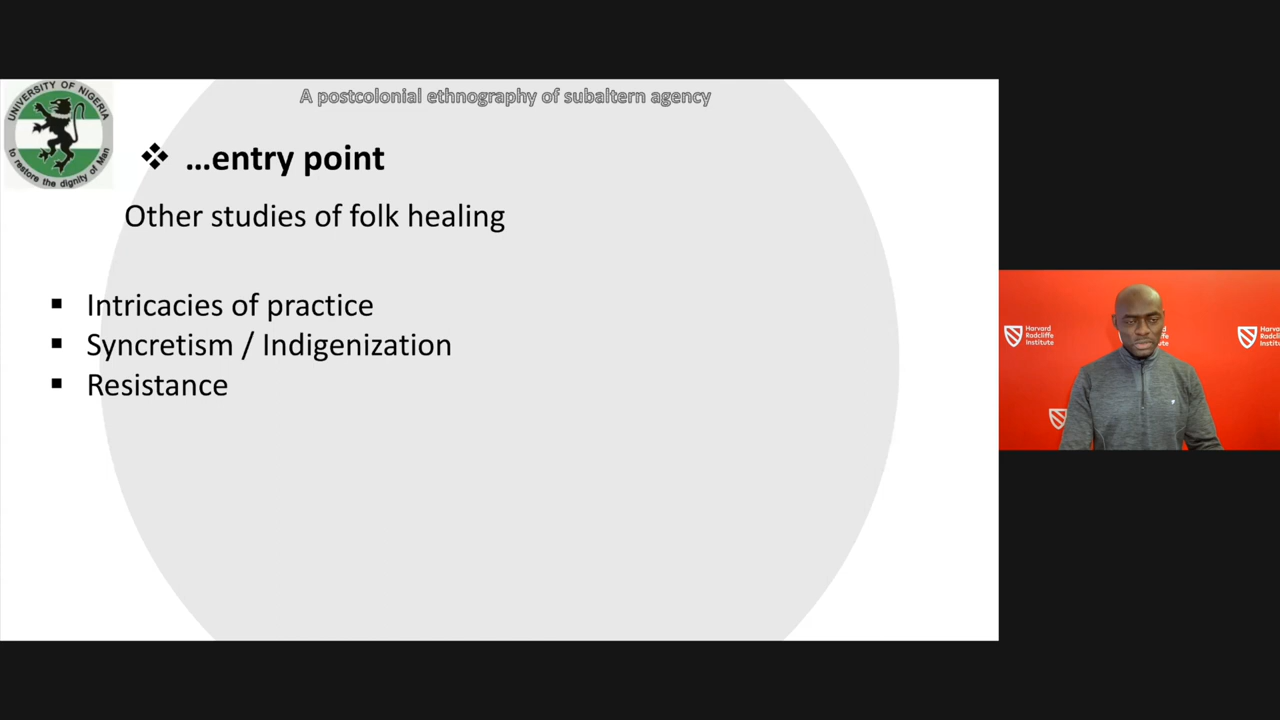 A postcolonial ethnography of subaltern agency
UNIVERSITY OF NIGERIA
to restore the dignity of Man
❖ ...entry point
Other studies of folk healing
▪ Intricacies of practice
▪ Syncretism / Indigenization
▪ Resistance
Harvard
Radcliffe
Institute
Harvard
Radcliffe
Institute